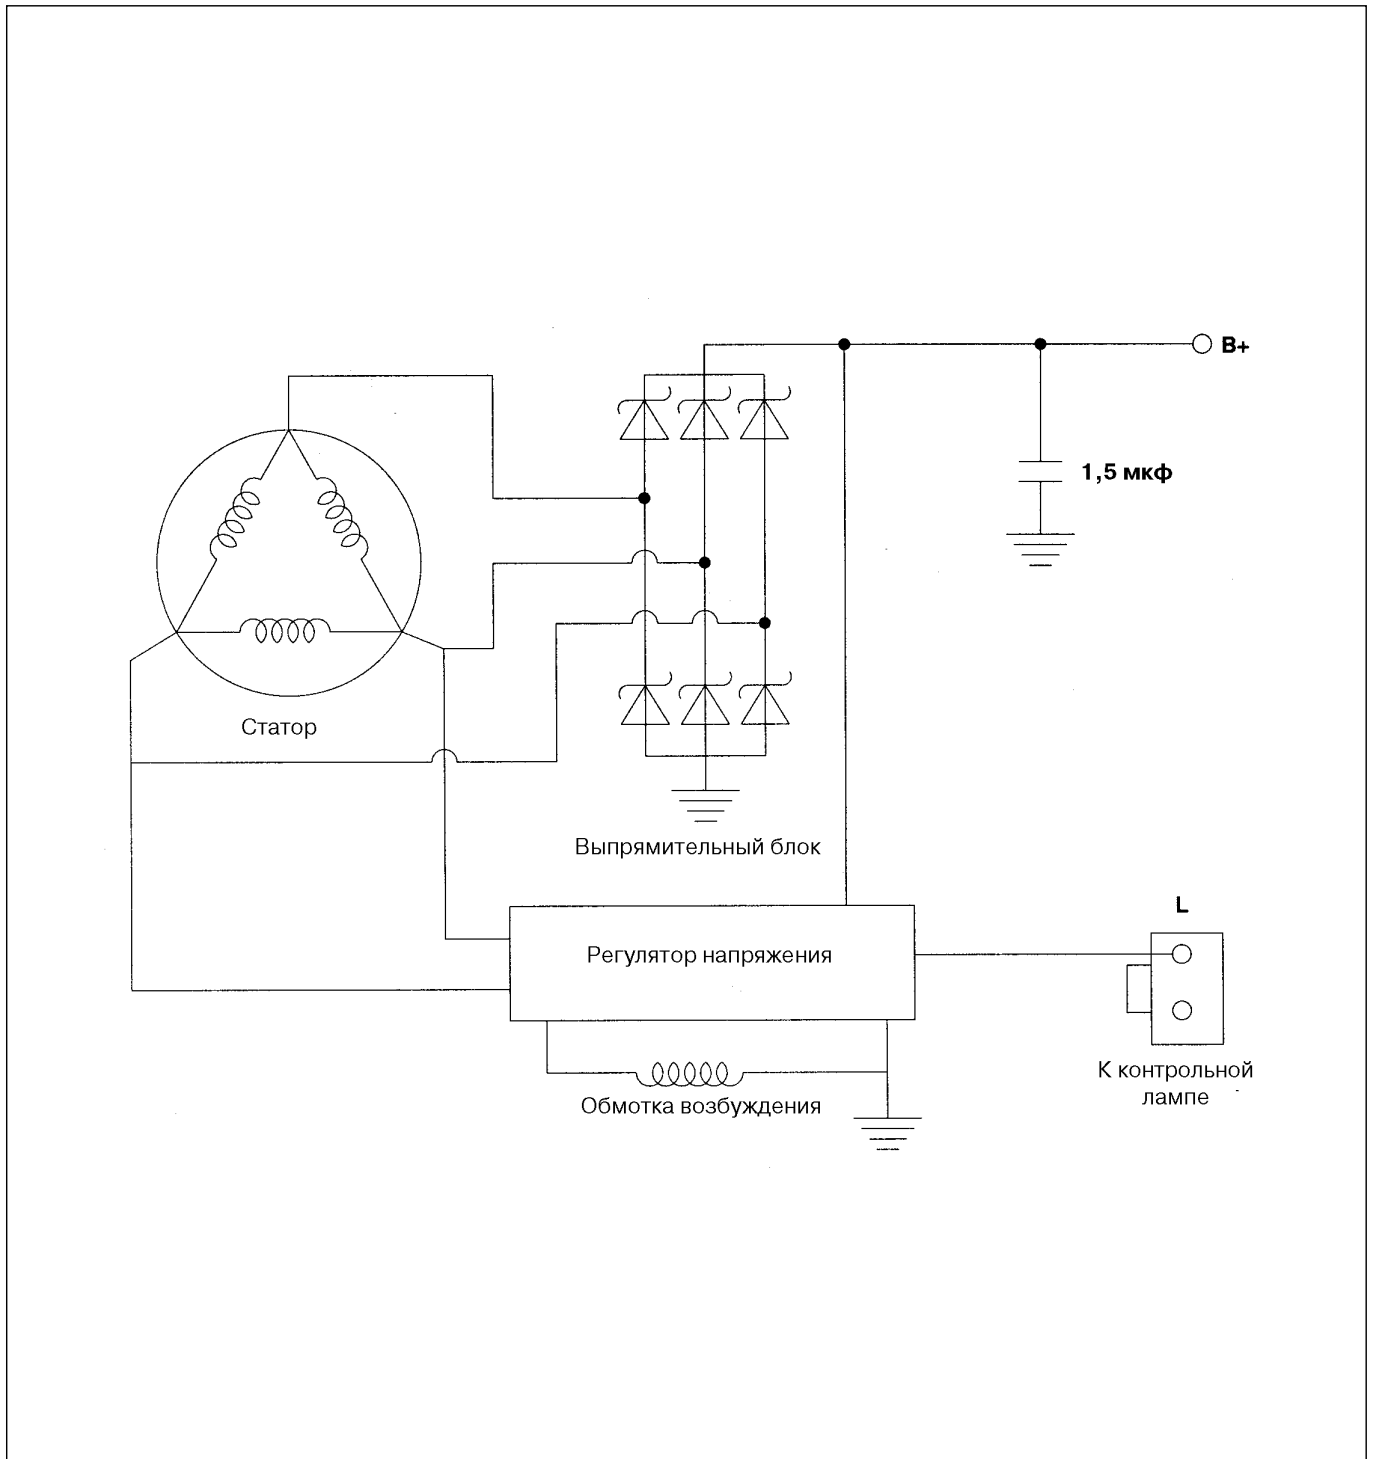 B+
1,5 мкф
Статор
Выпрямительный блок
L
Регулятор напряжения
К контрольной
лампе
Обмотка возбуждения